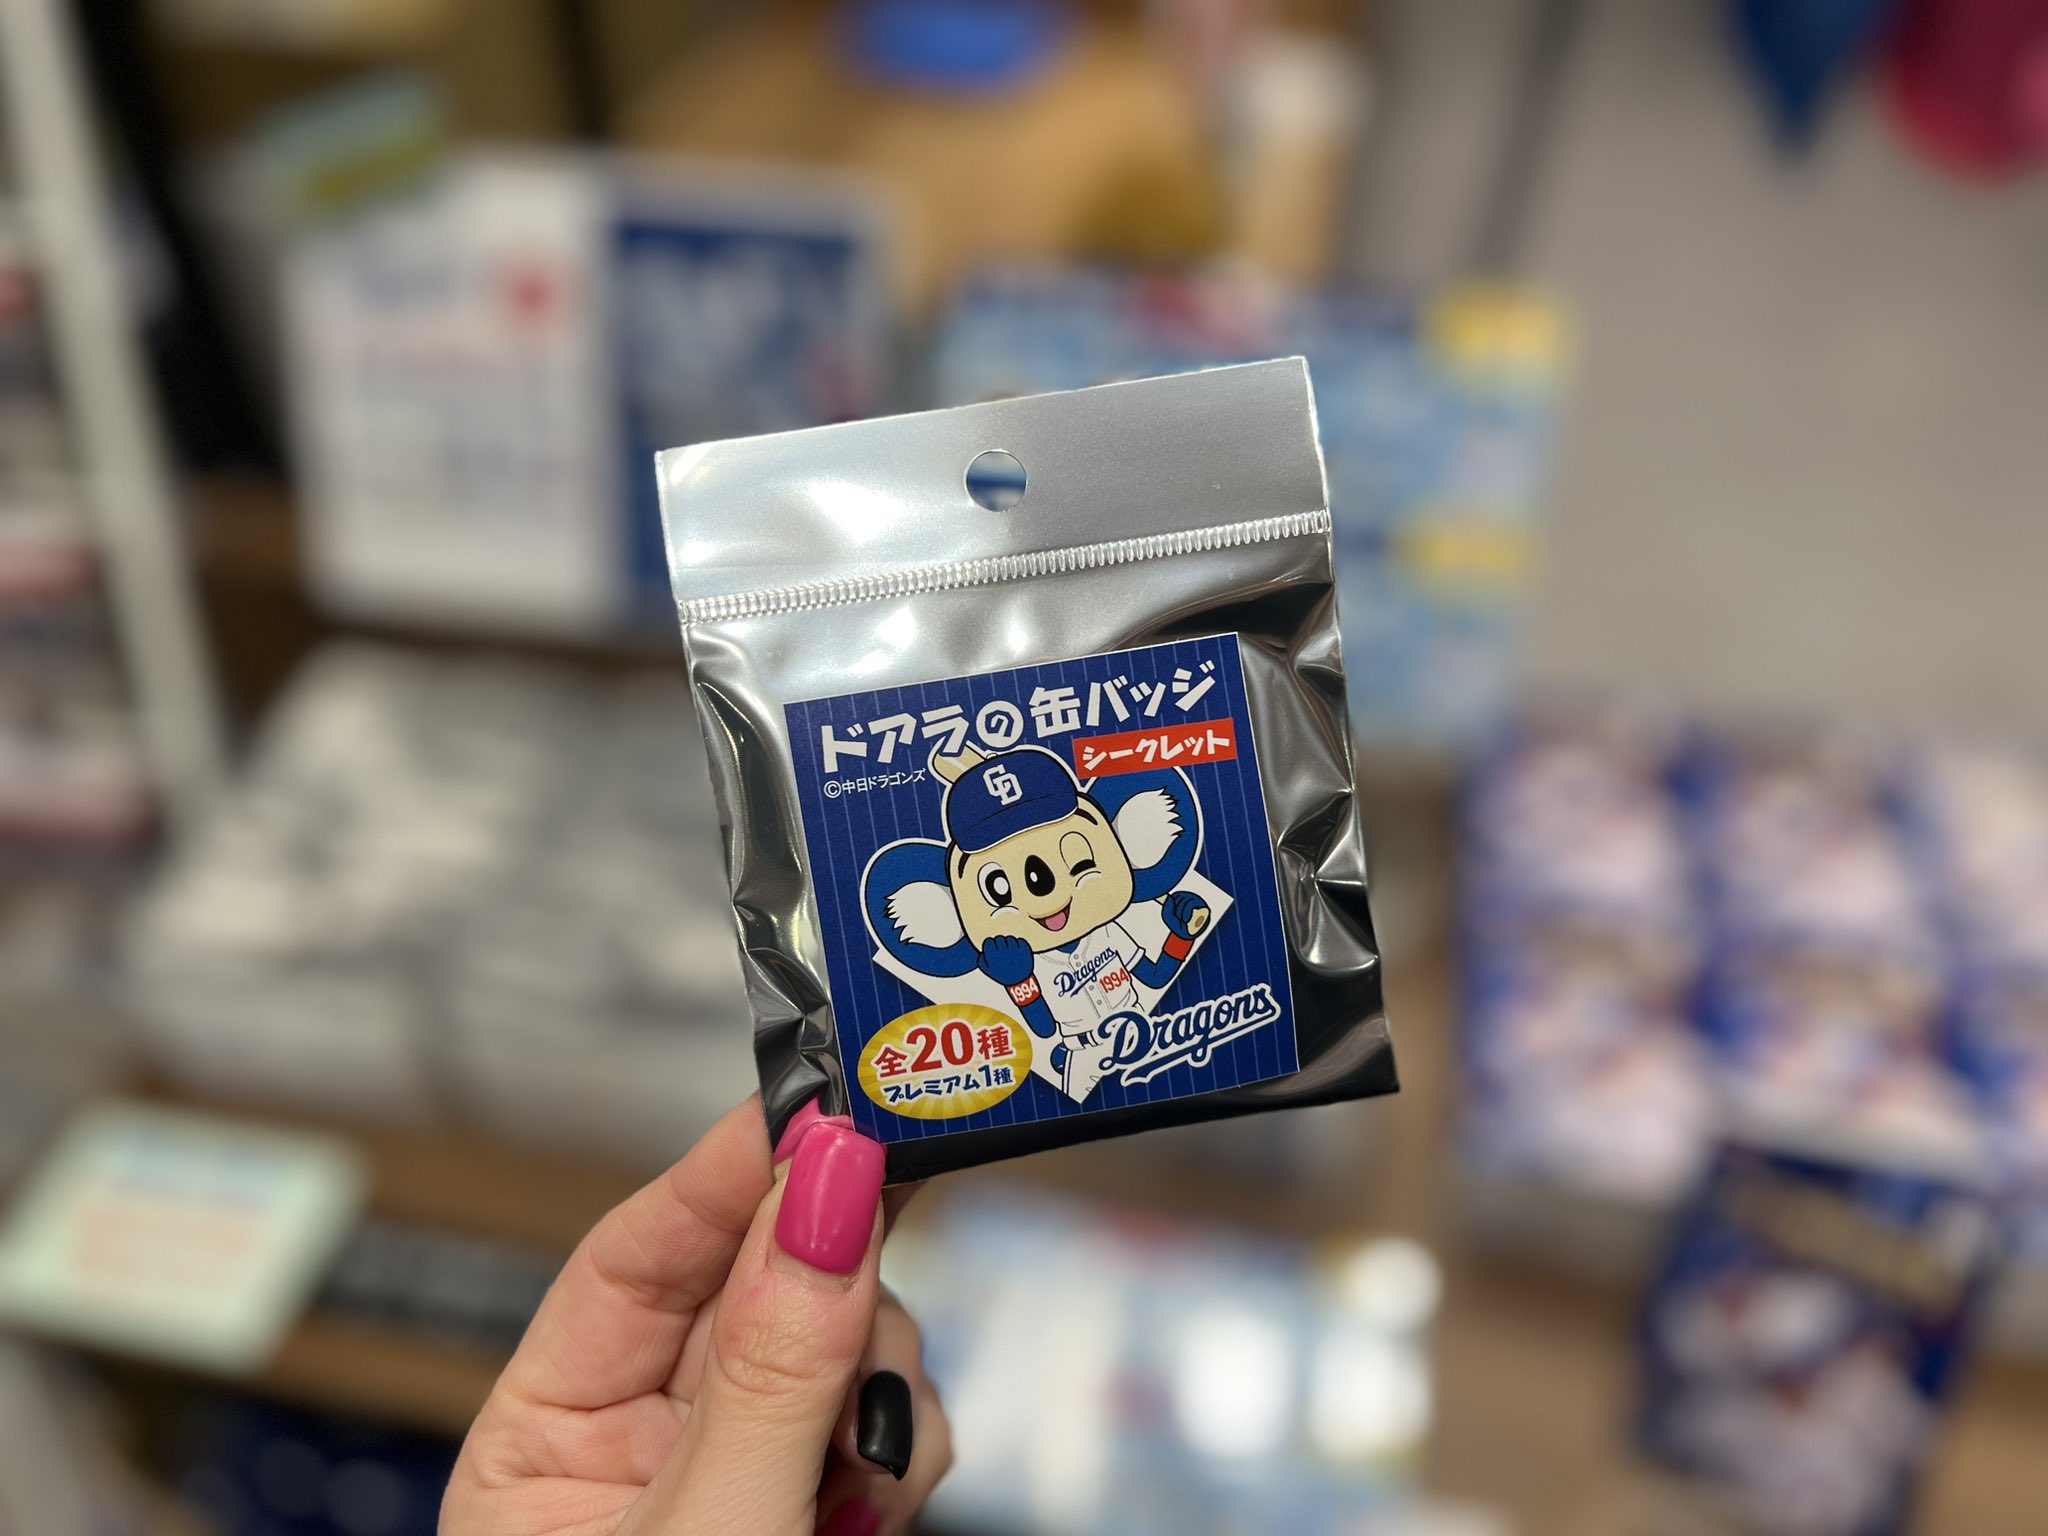 ドアラの缶バッジ
シークレット
©中日ドラゴンズ
CD
Dragons
1994
1994
Dragons
全20種
プレミアム1種